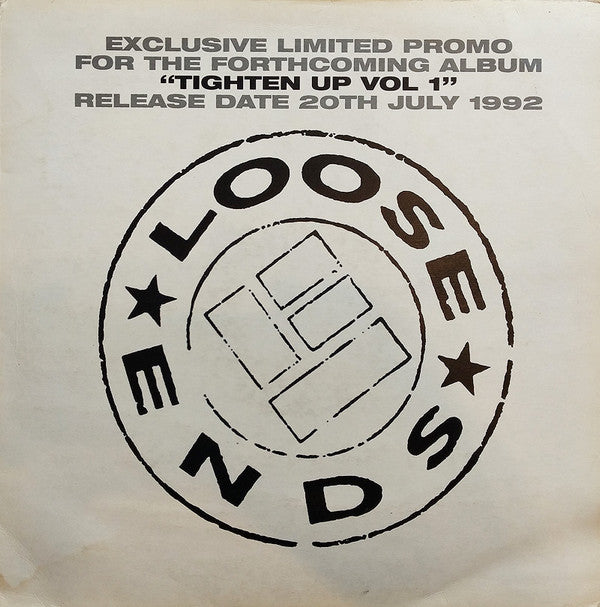 EXCLUSIVE LIMITED PROMO
FOR THE FORTHCOMING ALBUM
“TIGHTEN UP VOL 1”
RELEASE DATE 20TH JULY 1992
LOOSE
ENDS